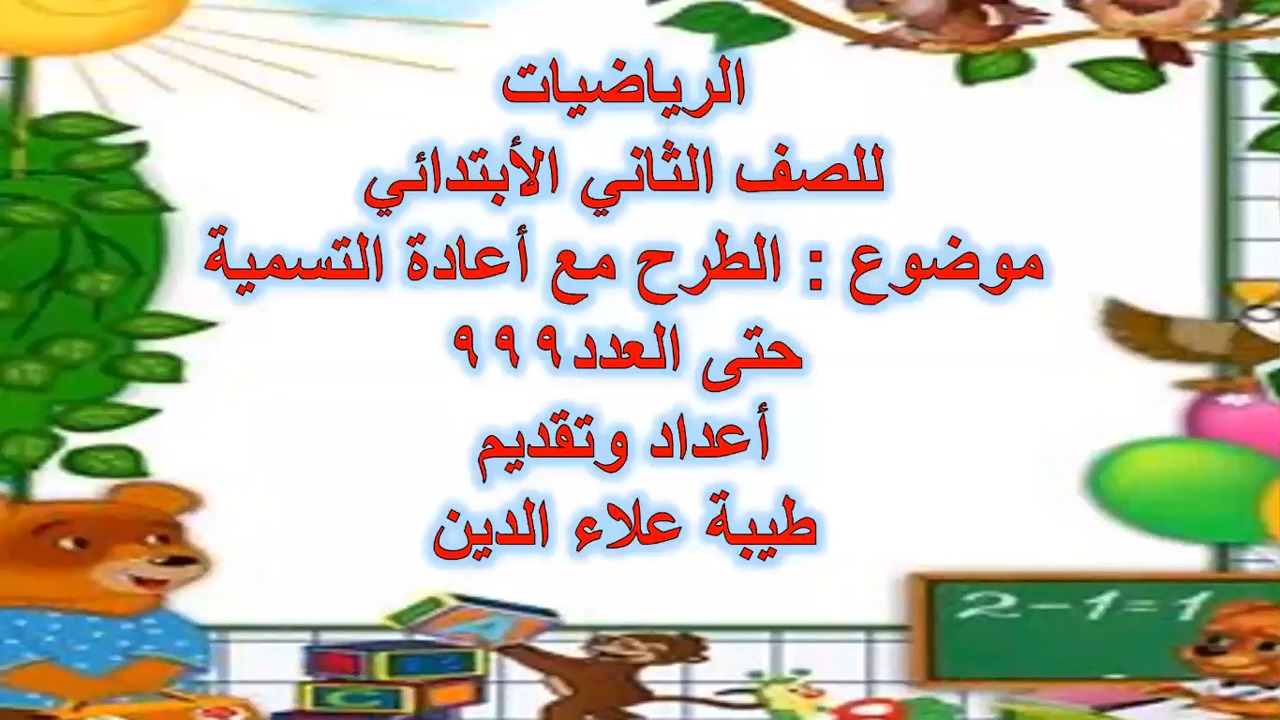 الرياضيات
للصف الثاني الأبتدائي
موضوع : الطرح مع أعادة التسمية
حتى العدد٩٩٩
أعداد وتقديم
طيبة علاء الدين
2-1=1
A
C